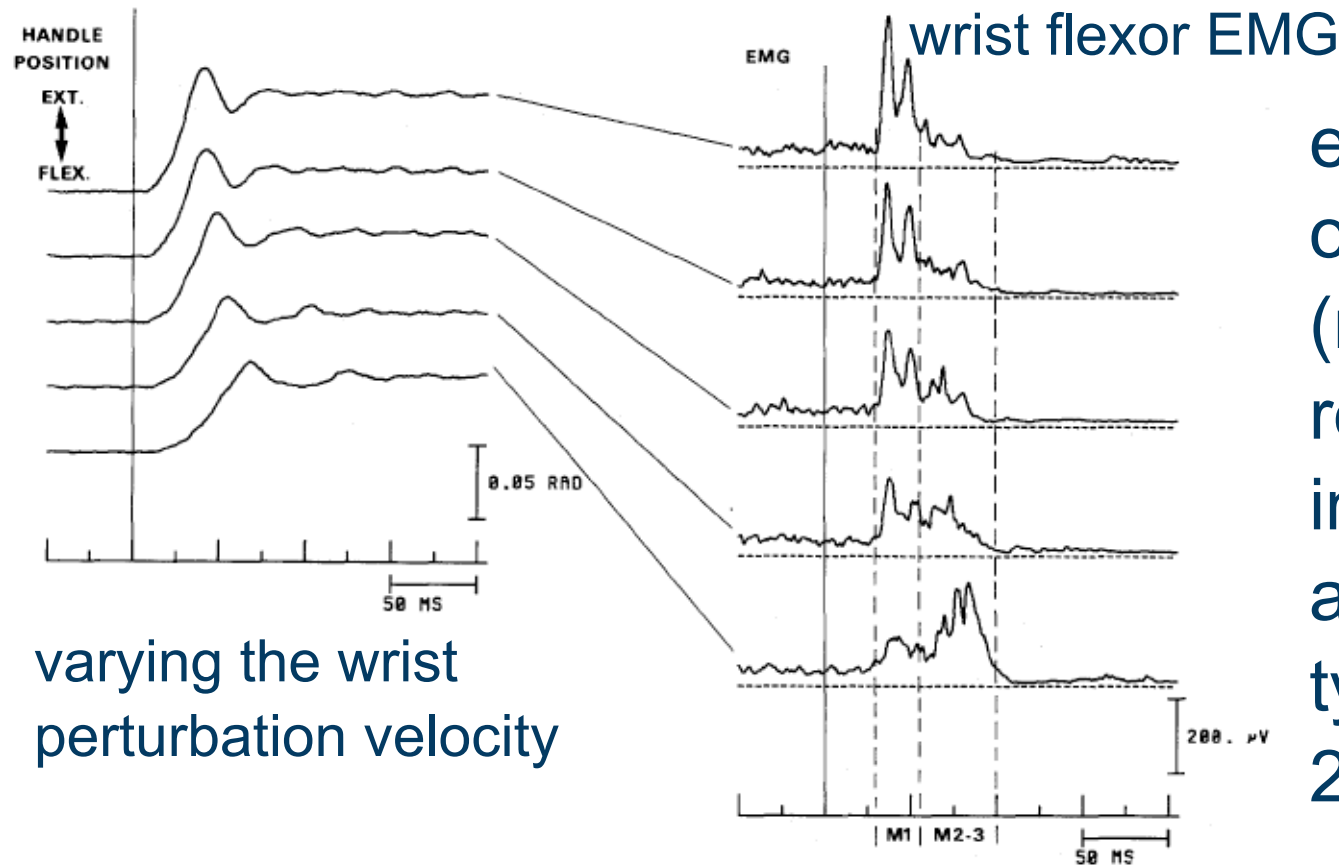 HANDLE
POSITION
EXT.
FLEX.
0.05 RAD
50 MS
varying the wrist
perturbation velocity
wrist flexor EMG
EMG
200. µV
M1 M2-3
50 MS